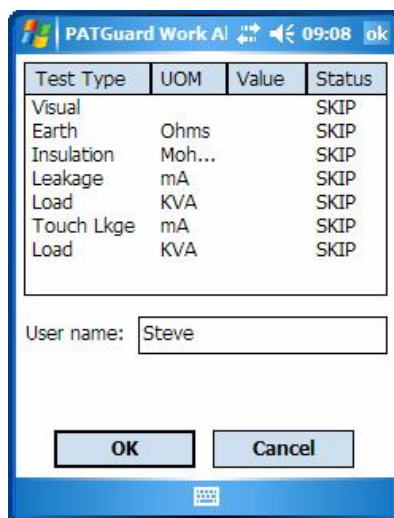 PATGuard Work Al 09:08 ok
Test Type UOM Value Status
Visual SKIP
Earth Ohms SKIP
Insulation Moh... SKIP
Leakage mA SKIP
Load KVA SKIP
Touch Lkge mA SKIP
Load KVA SKIP
User name: Steve
OK Cancel